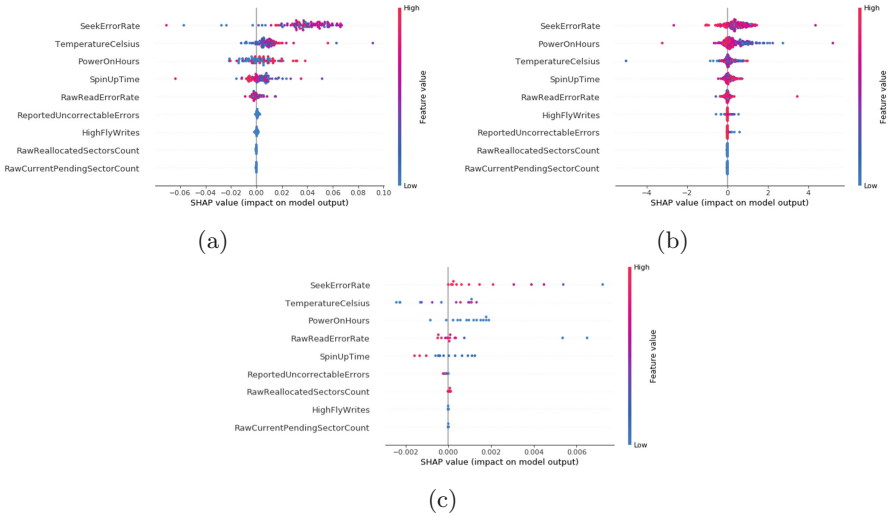 High
SeekErrorRate
TemperatureCelsius
PowerOnHours
SpinUpTime
RawReadErrorRate
ReportedUncorrectableErrors
HighFlyWrites
RawReallocatedSectorsCount
RawCurrentPendingSectorCount
Feature value
Low
−0.06 −0.04 −0.02 0.00 0.02 0.04 0.06 0.08 0.10
SHAP value (impact on model output)
(a)
High
SeekErrorRate
PowerOnHours
TemperatureCelsius
SpinUpTime
RawReadErrorRate
HighFlyWrites
ReportedUncorrectableErrors
RawReallocatedSectorsCount
RawCurrentPendingSectorCount
Feature value
Low
−4 −2 0 2 4
SHAP value (impact on model output)
(b)
High
SeekErrorRate
TemperatureCelsius
PowerOnHours
RawReadErrorRate
SpinUpTime
ReportedUncorrectableErrors
RawReallocatedSectorsCount
HighFlyWrites
RawCurrentPendingSectorCount
Feature value
Low
−0.002 0.000 0.002 0.004 0.006
SHAP value (impact on model output)
(c)